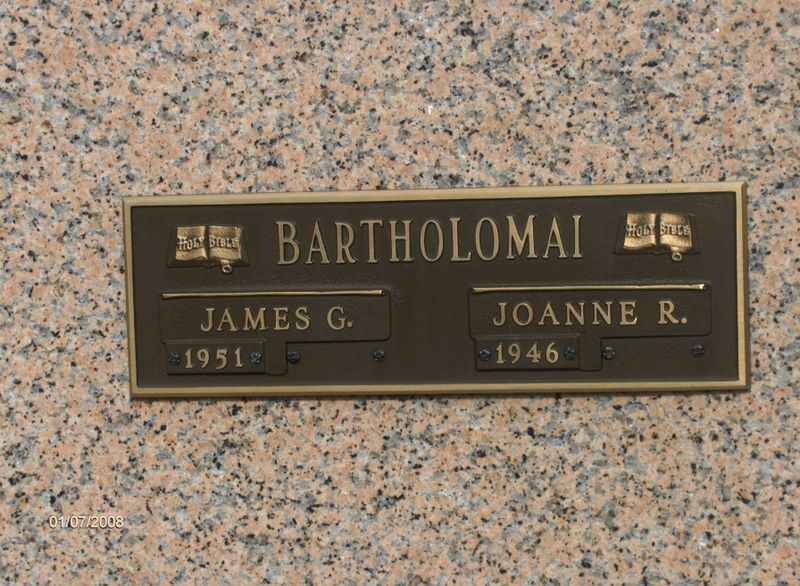 HOLY BIBLE
BARTHOLOMAI
HOLY BIBLE
JAMES G.
JOANNE R.
1951
1946
01/07/2008